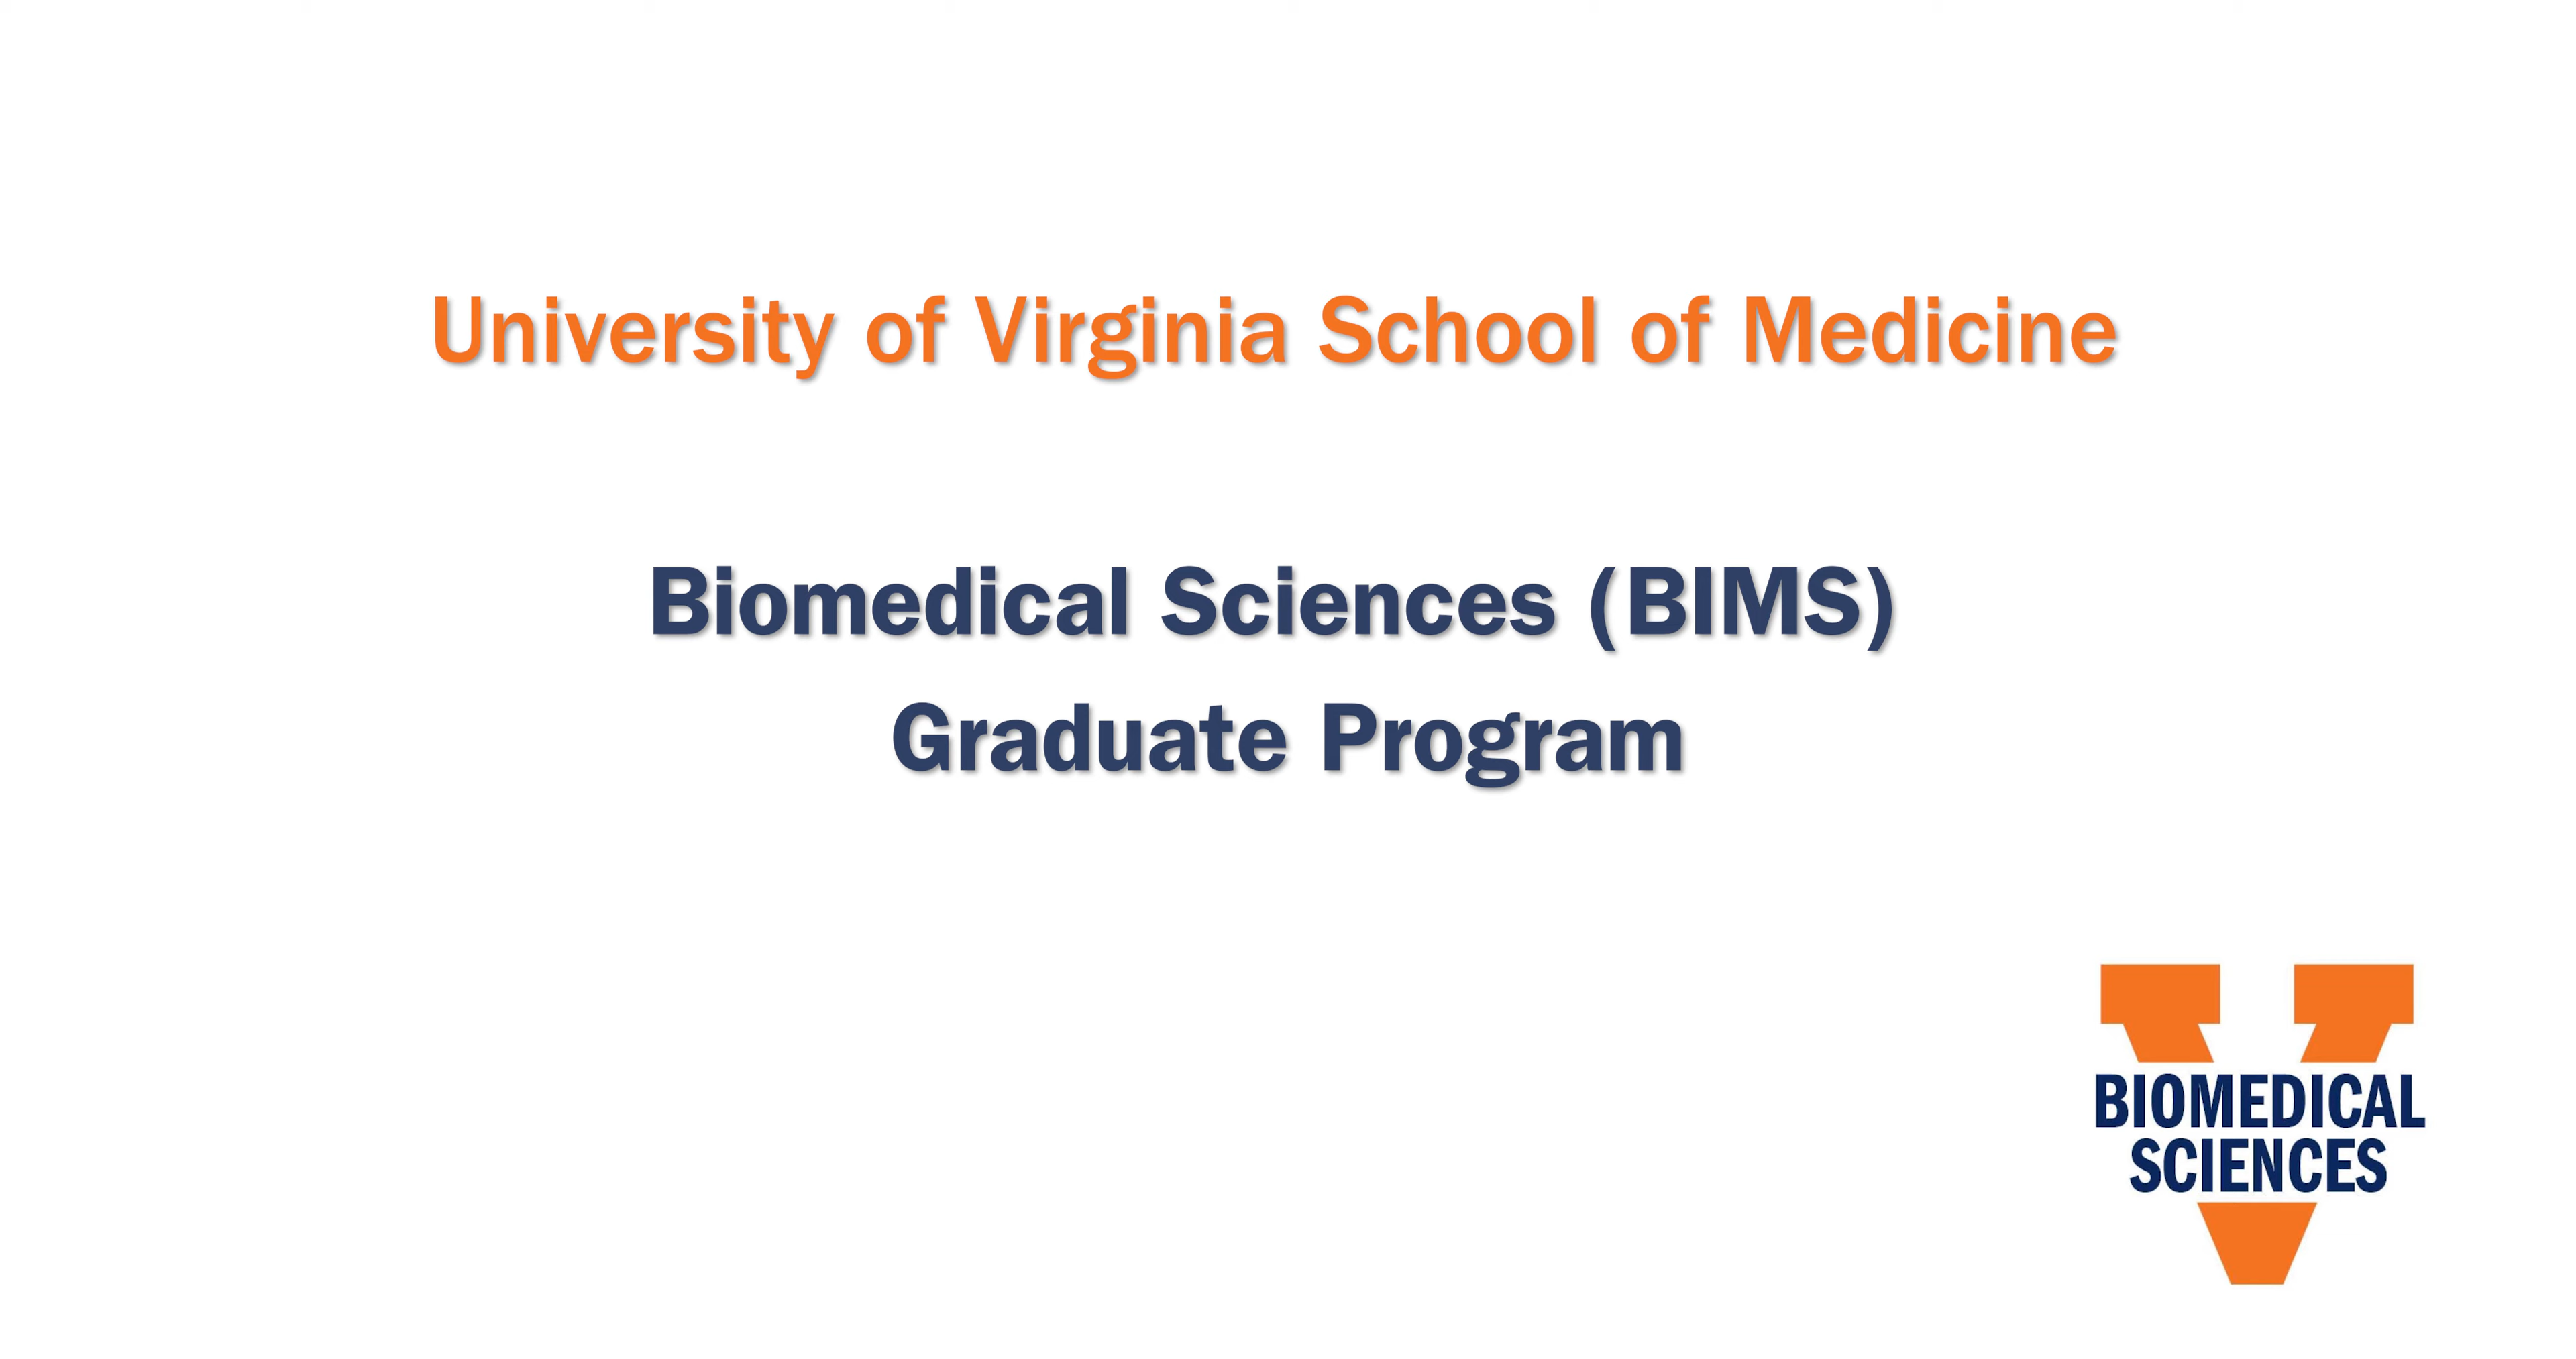 University of Virginia School of Medicine
Biomedical Sciences (BIMS)
Graduate Program
BIOMEDICAL
SCIENCES